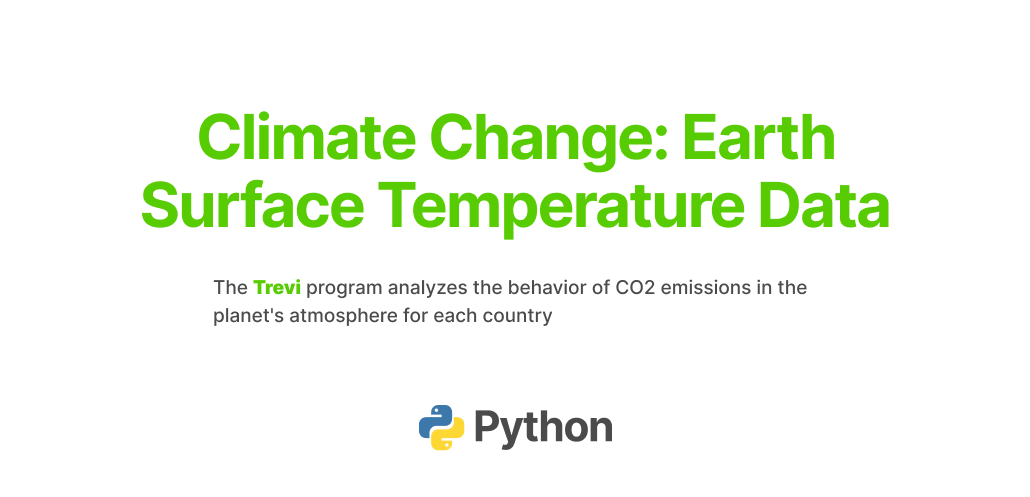 Climate Change: Earth
Surface Temperature Data
The Trevi program analyzes the behavior of CO2 emissions in the
planet's atmosphere for each country
Python